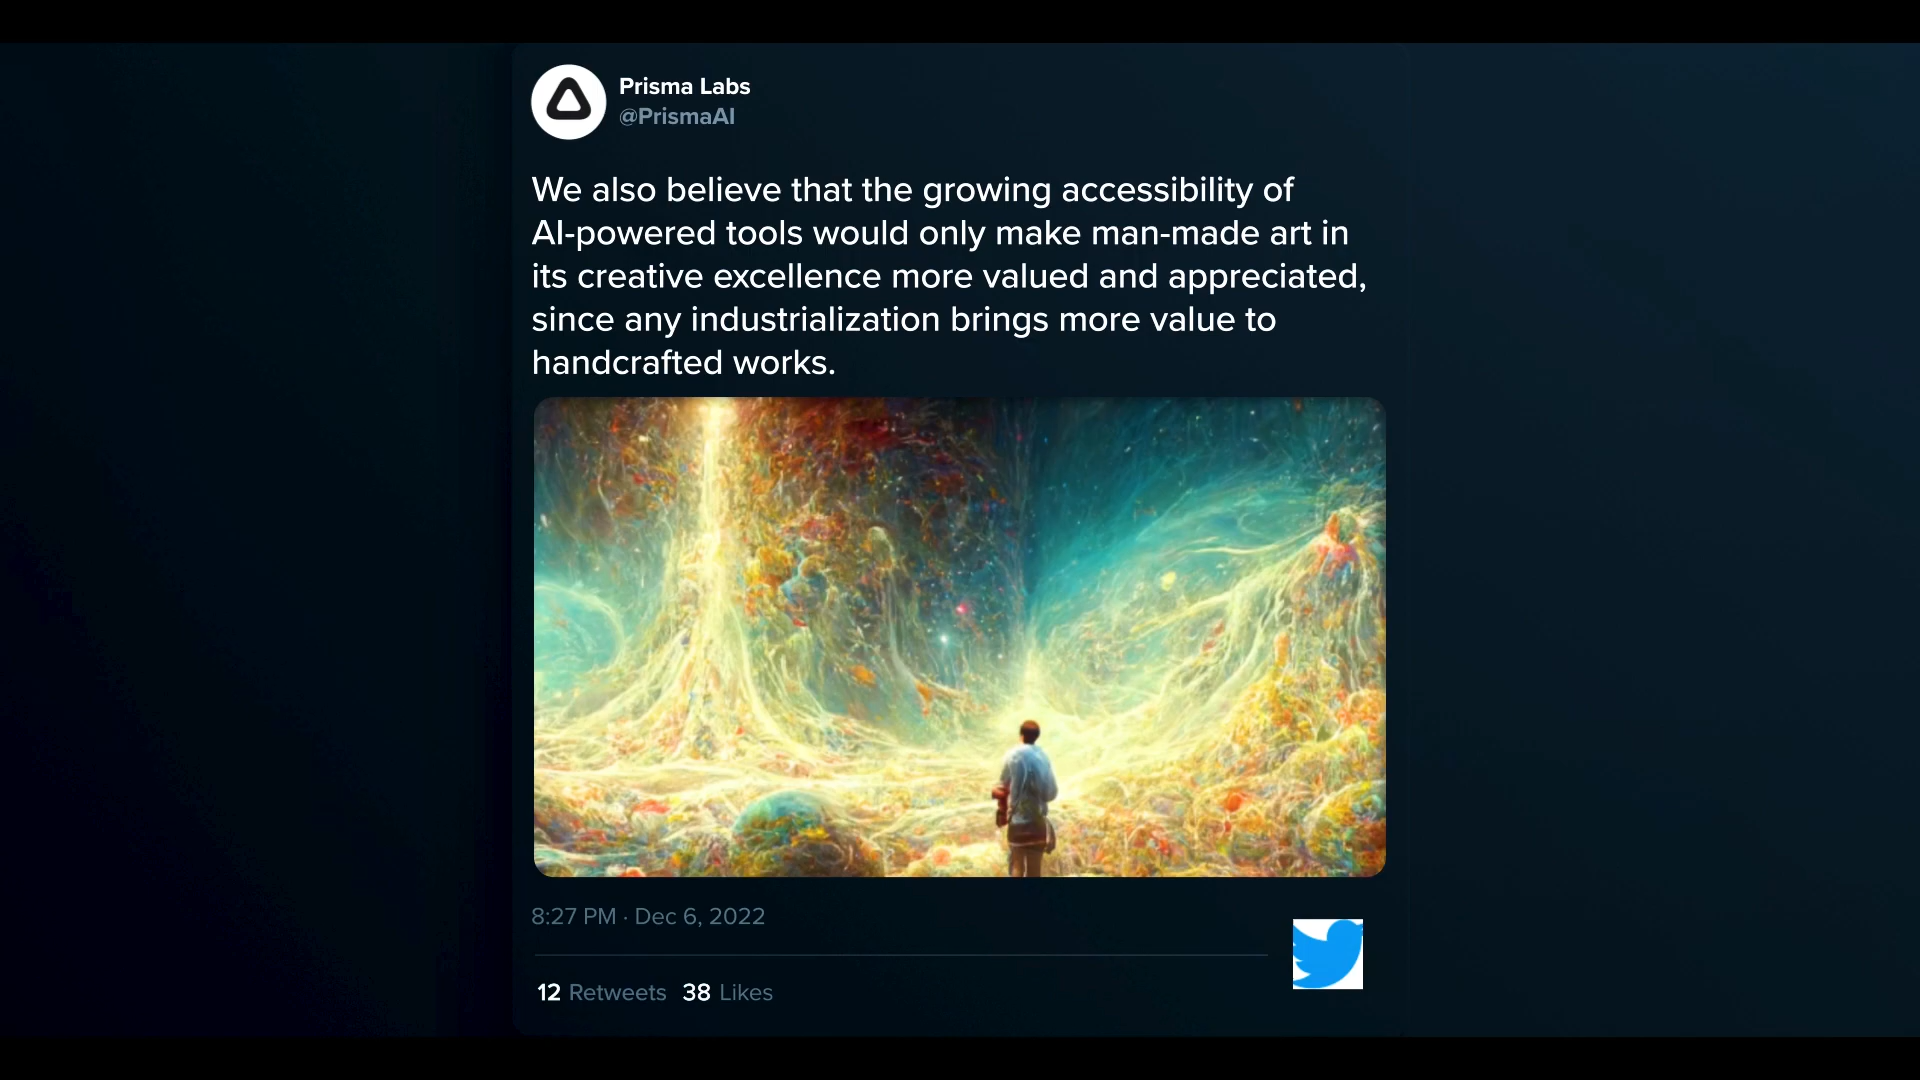 Prisma Labs
@PrismaAI
We also believe that the growing accessibility of
AI-powered tools would only make man-made art in
its creative excellence more valued and appreciated,
since any industrialization brings more value to
handcrafted works.
8:27 PM · Dec 6, 2022
12 Retweets 38 Likes